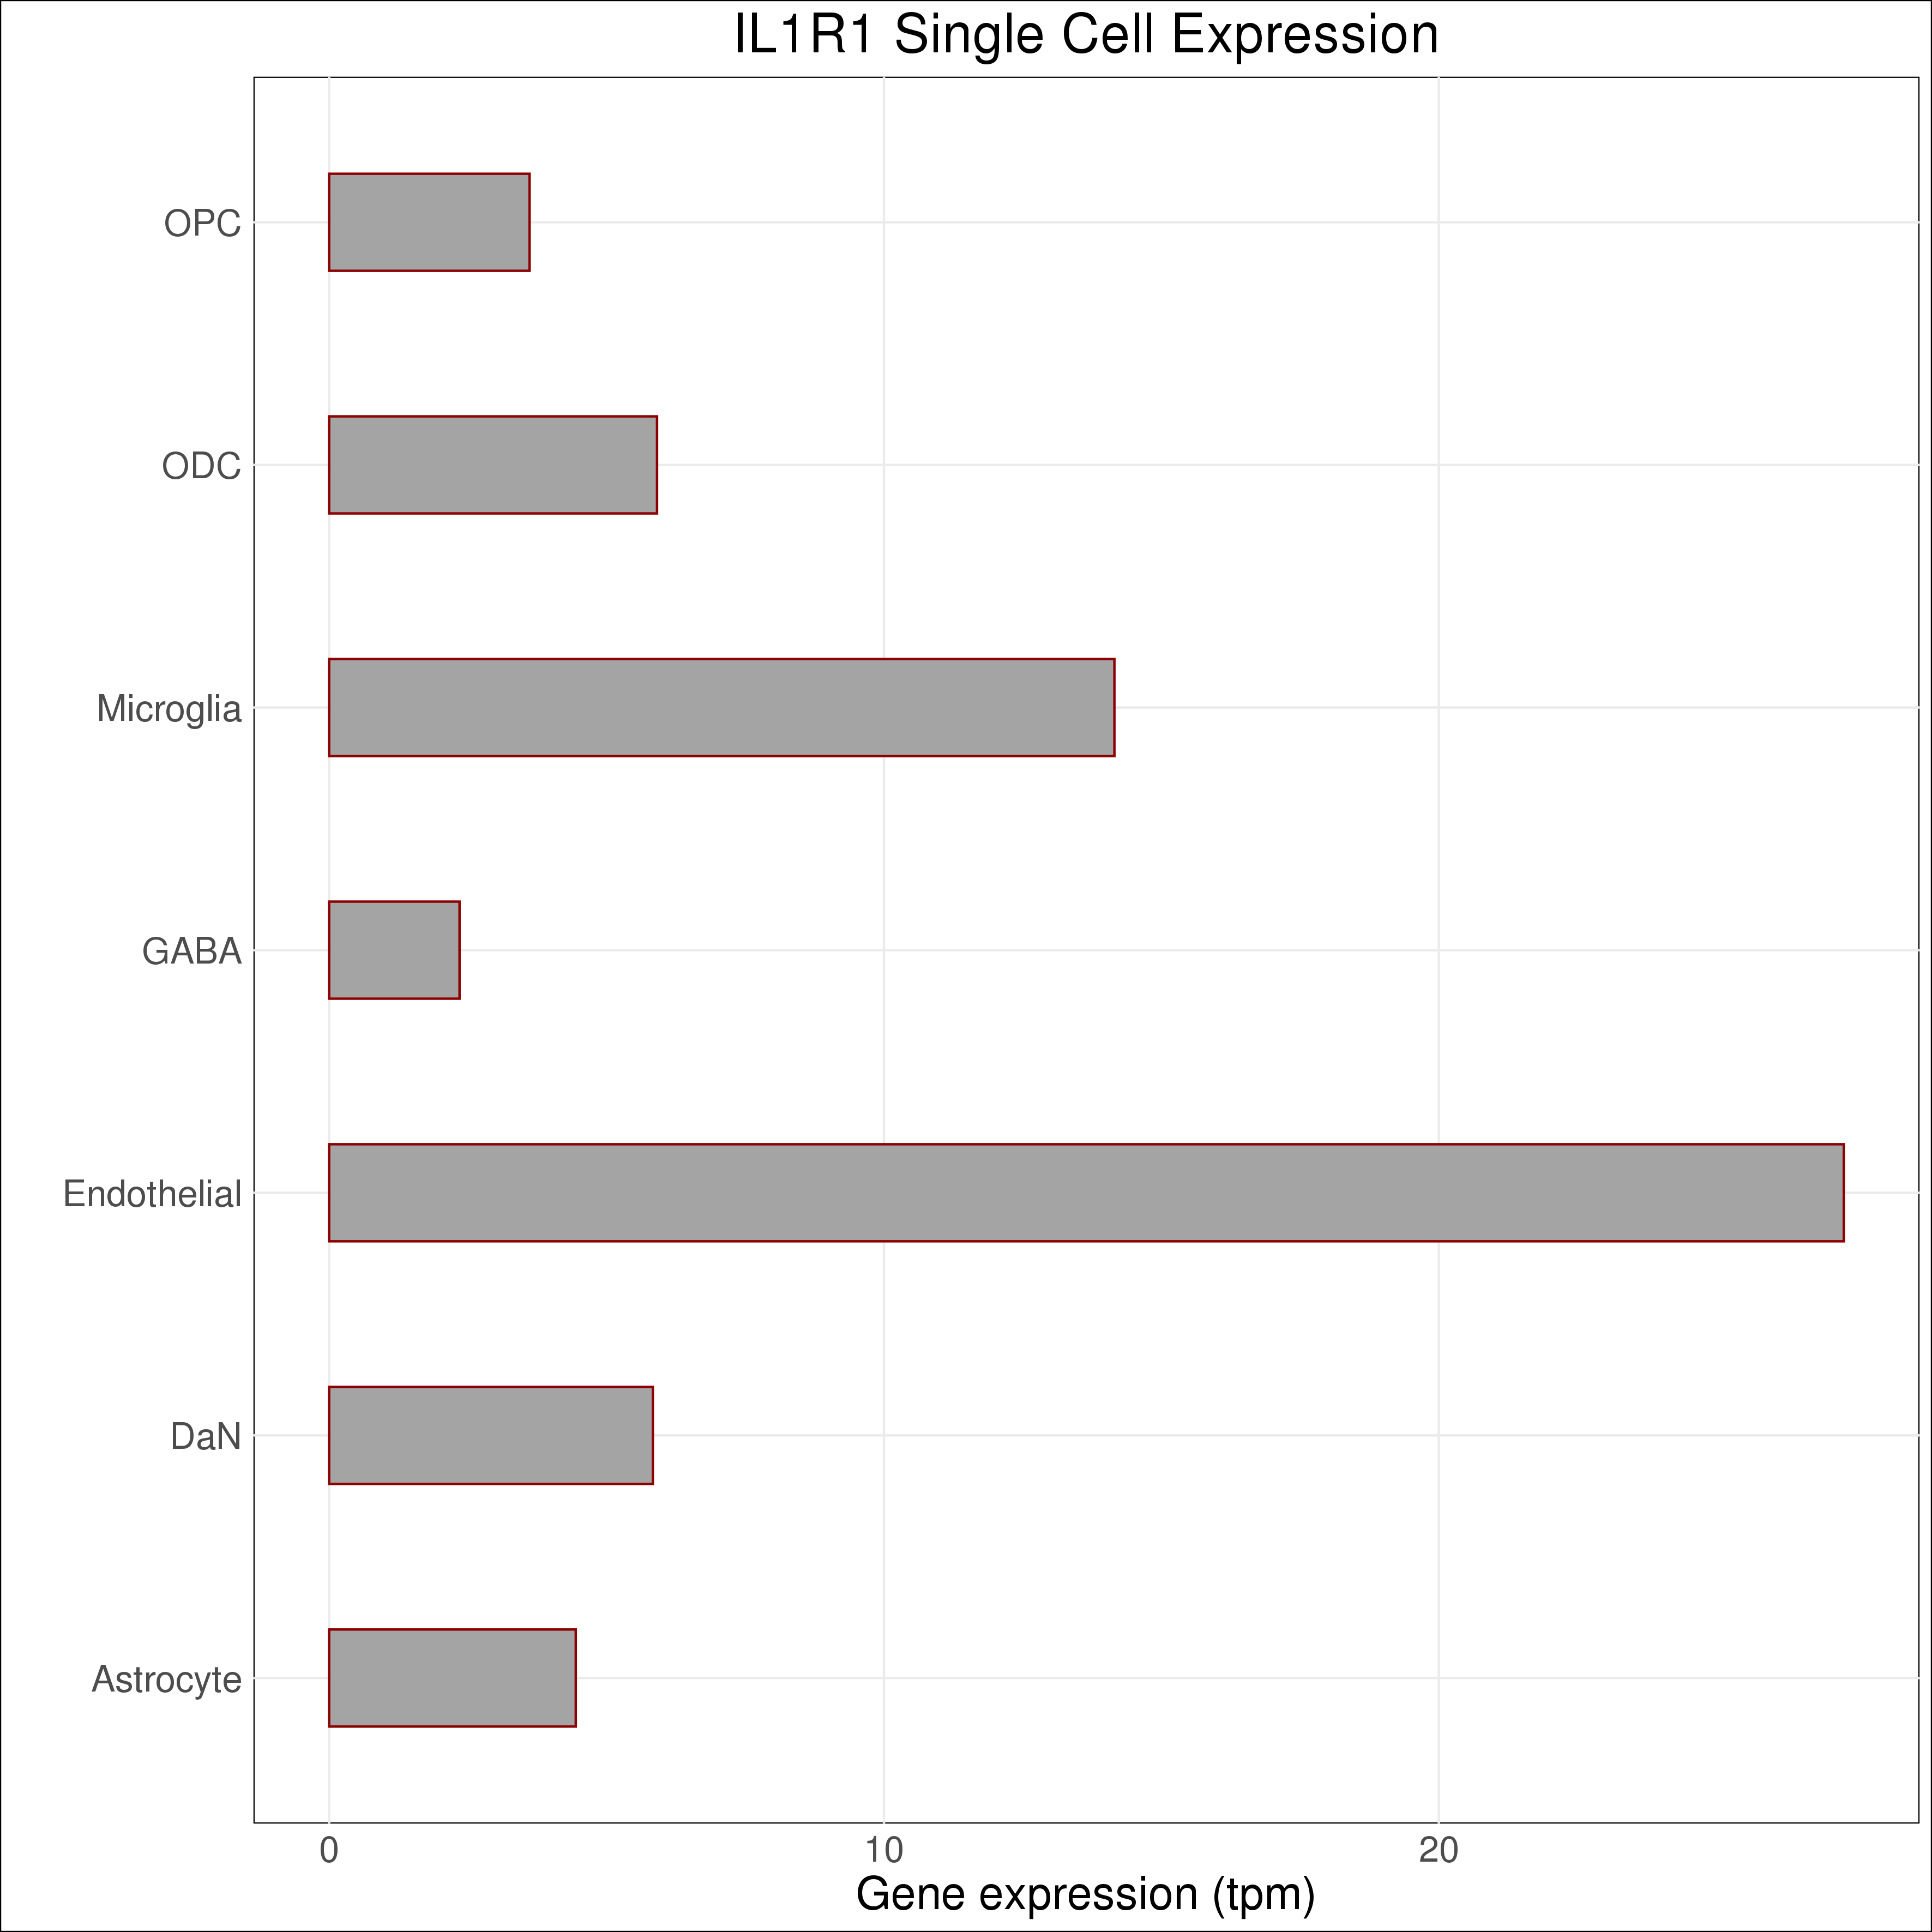 IL1R1 Single Cell Expression
OPC
ODC
Microglia
GABA
Endothelial
DaN
Astrocyte
0 10 20
Gene expression (tpm)